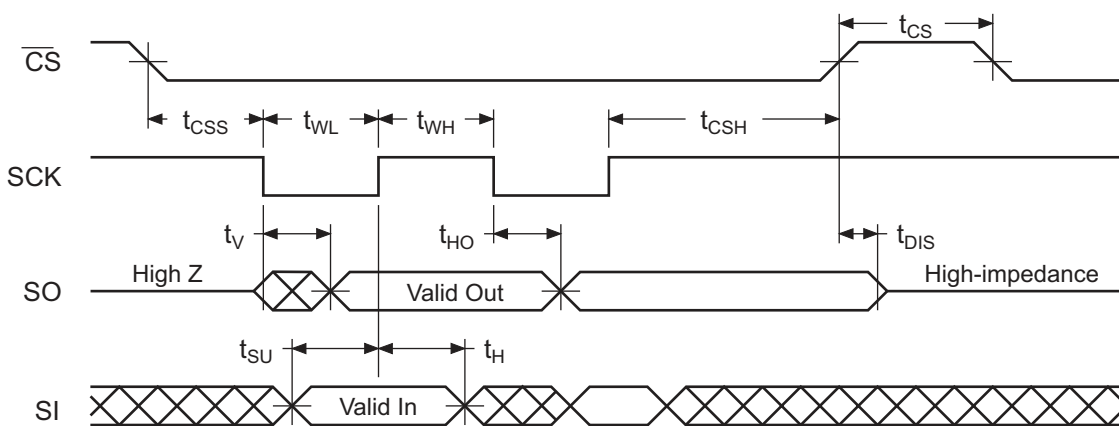 CS
tCS
tCSS
tWL
tWH
tCSH
SCK
tV
tHO
tDIS
SO
High Z
Valid Out
High-impedance
tSU
tH
SI
Valid In